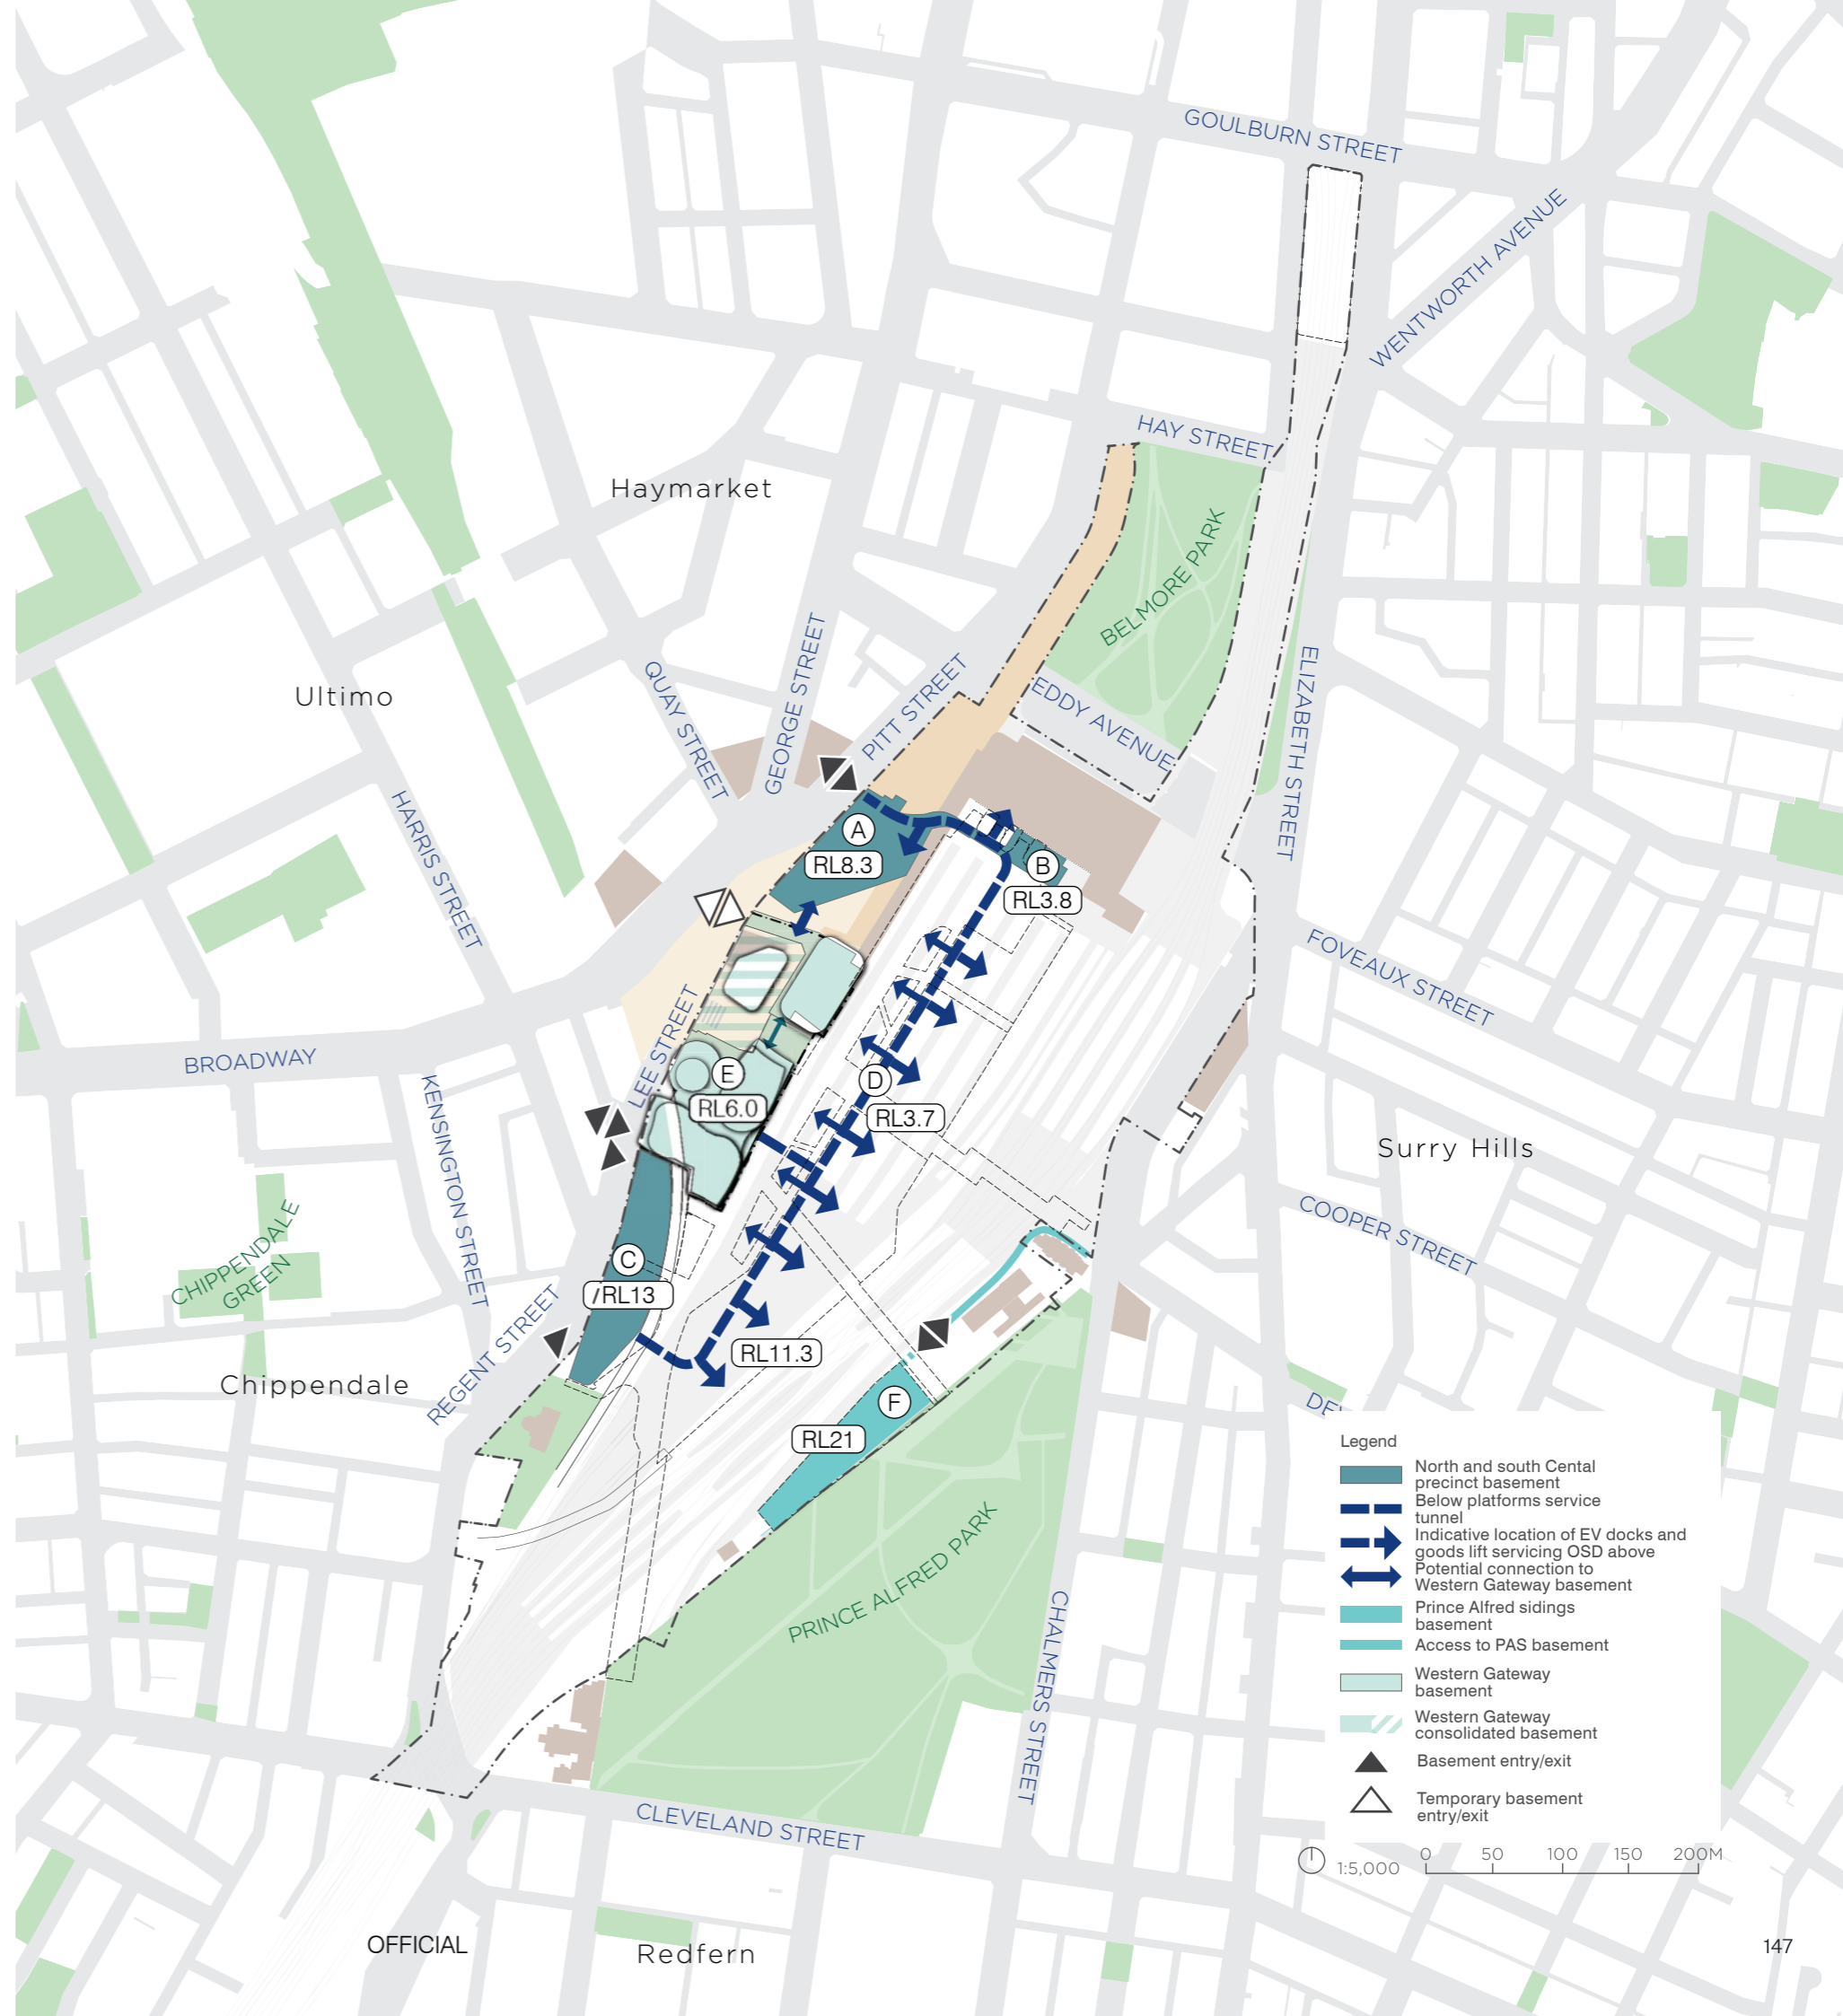 GOULBURN STREET
WENTWORTH AVENUE
HAY STREET
Haymarket
BELMORE PARK
GEORGE STREET
PITT STREET
QUAY STREET
EDDY AVENUE
ELIZABETH STREET
Ultimo
HARRIS STREET
A
RL8.3
B
RL3.8
FOVEAUX STREET
LEE STREET
BROADWAY
E
RL6.0
D
RL3.7
KENSINGTON STREET
Surry Hills
CHIPPENDALE
GREEN
COOPER STREET
C
/RL13
REGENT STREET
RL11.3
Chippendale
F
RL21
PRINCE ALFRED PARK
CHALMERS STREET
CLEVELAND STREET
Legend
North and south Cental
precinct basement
Below platforms service
tunnel
Indicative location of EV docks and
goods lift servicing OSD above
Potential connection to
Western Gateway basement
Prince Alfred sidings
basement
Access to PAS basement
Western Gateway
basement
Western Gateway
consolidated basement
Basement entry/exit
Temporary basement
entry/exit
1:5,000
0 50 100 150 200M
OFFICIAL
Redfern
147